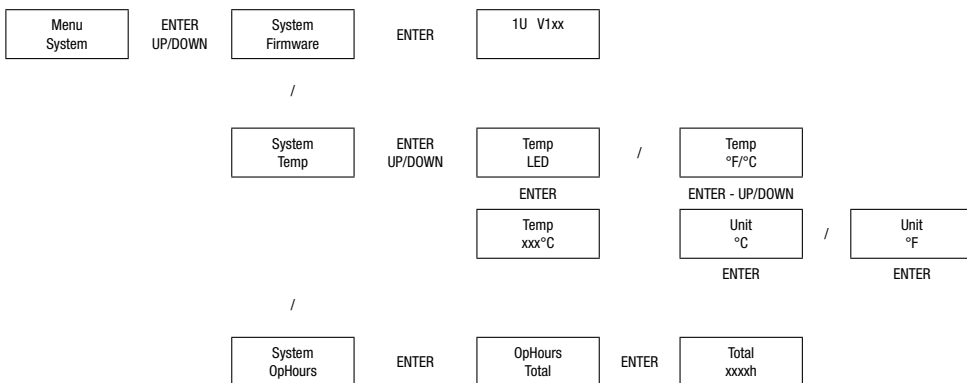 Menu
System
ENTER
UP/DOWN
System
Firmware
ENTER
1U V1xx
/
System
Temp
ENTER
UP/DOWN
Temp
LED
/
Temp
°F/°C
ENTER
ENTER - UP/DOWN
Temp
xxx°C
Unit
°C
/
Unit
°F
ENTER
ENTER
/
System
OpHours
ENTER
OpHours
Total
ENTER
Total
xxxxh